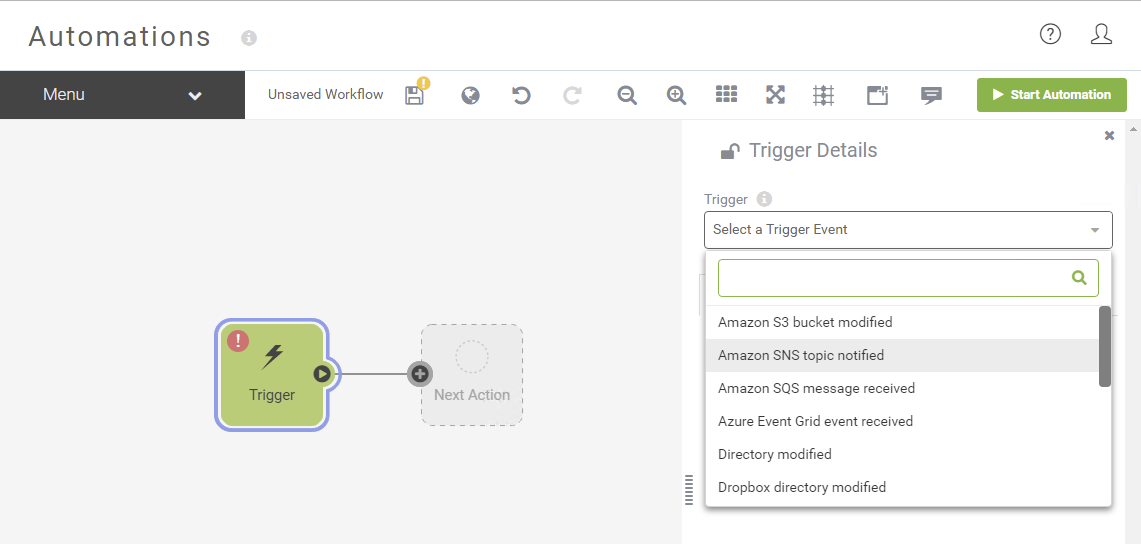 Automations
Menu
Unsaved Workflow
Start Automation
Trigger Details
Trigger
Select a Trigger Event
Amazon S3 bucket modified
Amazon SNS topic notified
Amazon SQS message received
Azure Event Grid event received
Directory modified
Dropbox directory modified
Trigger
Next Action